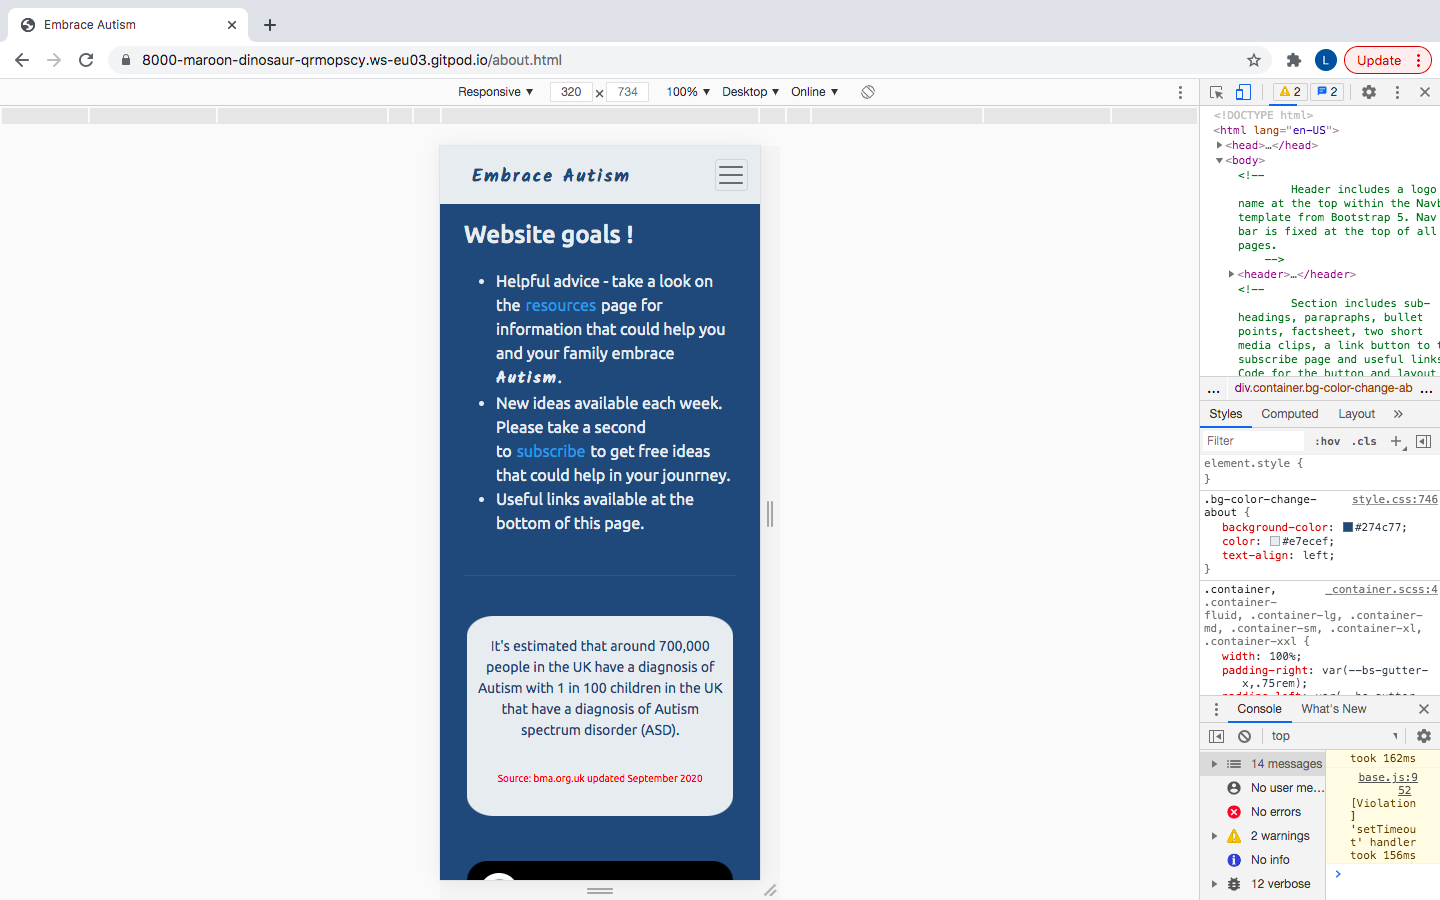 Embrace Autism
8000-maroon-dinosaur-qrmopscy.ws-eu03.gitpod.io/about.html
L
Update
Responsive ▼ 320 × 734 100% ▼ Desktop ▼ Online ▼
2 2
Embrace Autism
Website goals !
• Helpful advice - take a look on
the resources page for
information that could help you
and your family embrace
Autism.
• New ideas available each week.
Please take a second
to subscribe to get free ideas
that could help in your jounrney.
• Useful links available at the
bottom of this page.
It's estimated that around 700,000
people in the UK have a diagnosis of
Autism with 1 in 100 children in the UK
that have a diagnosis of Autism
spectrum disorder (ASD).
Source: bma.org.uk updated September 2020
<!DOCTYPE html>
<html lang="en-US">
<head>…</head>
<body>
<!--
Header includes a logo
name at the top within the Navb
template from Bootstrap 5. Nav
bar is fixed at the top of all
pages.
-->
<header>…</header>
<!--
Section includes sub-
headings, parapraphs, bullet
points, factsheet, two short
media clips, a link button to t
subscribe page and useful links
Code for the button and layout
… div.container.bg-color-change-ab …
Styles Computed Layout »
Filter :hov .cls +
element.style {
}
.bg-color-change- style.css:746
about {
background-color: #274c77;
color: #e7ecef;
text-align: left;
}
.container, _container.scss:4
.container-
fluid, .container-lg, .container-
md, .container-sm, .container-xl,
.container-xxl {
width: 100%;
padding-right: var(--bs-gutter-
x,.75rem);
padding-left: var(--bs-gutter-
Console What's New
top
14 messages
No user me…
No errors
2 warnings
No info
12 verbose
took 162ms
base.js:9
52
[Violation
]
'setTimeou
t' handler
took 156ms